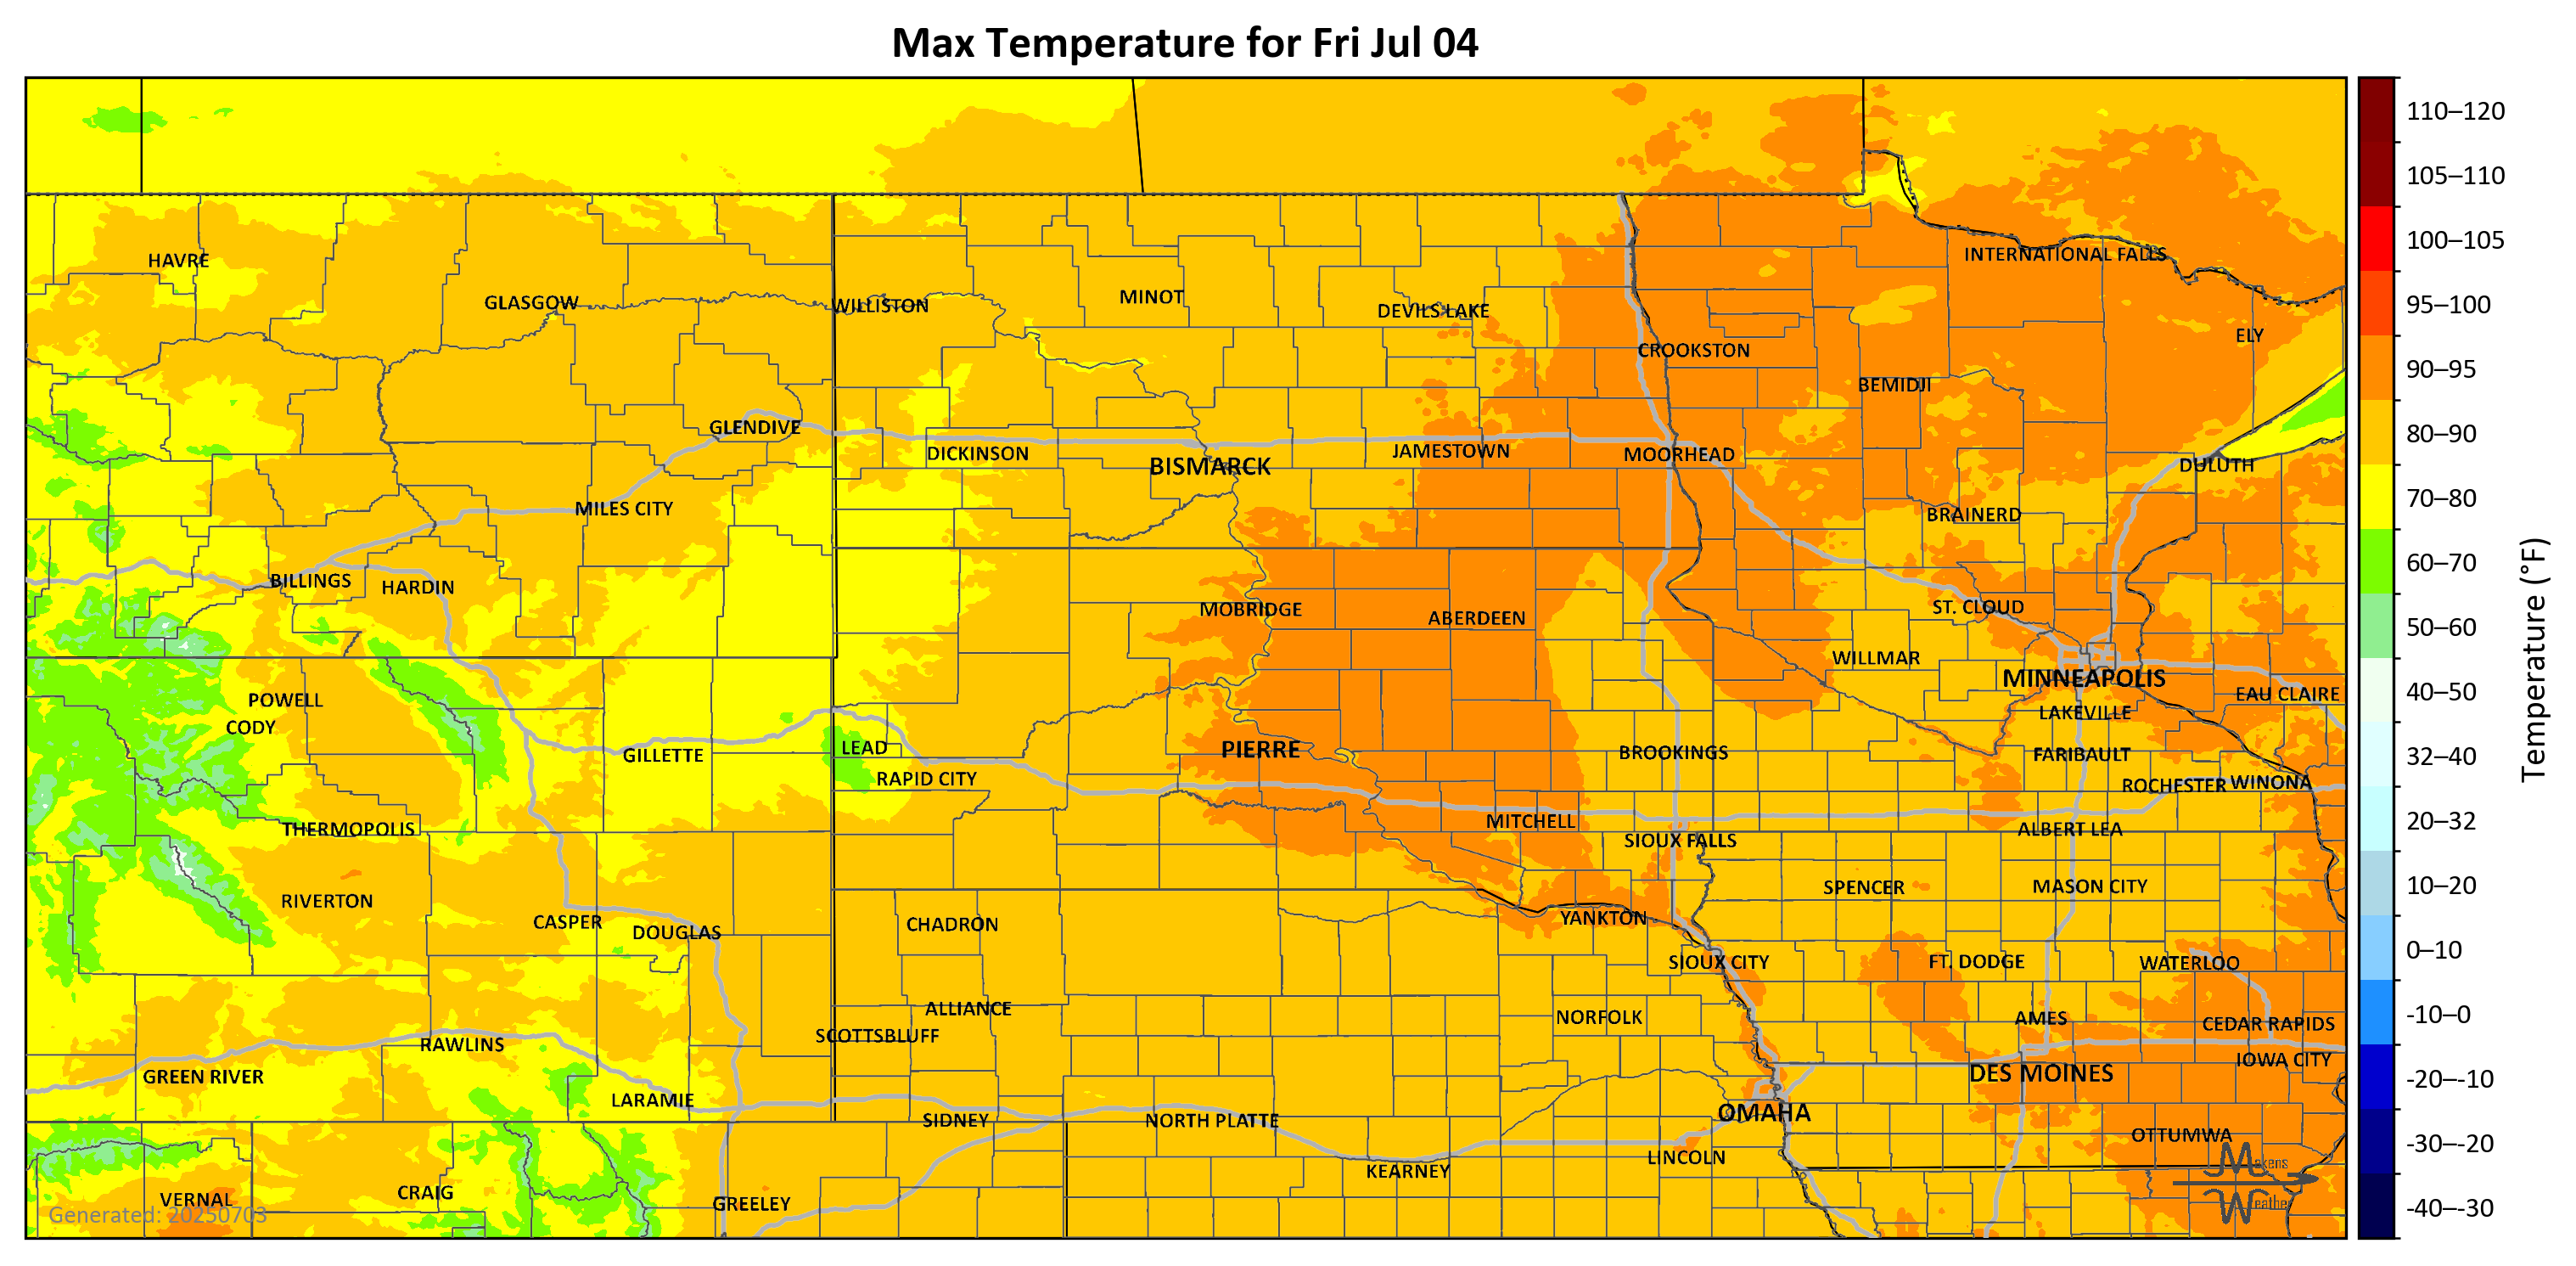 Max Temperature for Fri Jul 04
110–120
105–110
100–105
95–100
90–95
80–90
70–80
60–70
50–60
40–50
32–40
20–32
10–20
0–10
-10–0
-20–-10
-30–-20
-40–-30
Temperature (°F)
HAVRE
INTERNATIONAL FALLS
GLASGOW
WILLISTON
MINOT
DEVILS LAKE
ELY
CROOKSTON
BEMIDJI
GLENDIVE
DICKINSON
BISMARCK
JAMESTOWN
MOORHEAD
DULUTH
MILES CITY
BRAINERD
BILLINGS
HARDIN
MOBRIDGE
ABERDEEN
ST. CLOUD
WILLMAR
MINNEAPOLIS
POWELL
EAU CLAIRE
CODY
LAKEVILLE
GILLETTE
LEAD
PIERRE
BROOKINGS
FARIBAULT
RAPID CITY
ROCHESTER
WINONA
THERMOPOLIS
MITCHELL
SIOUX FALLS
ALBERT LEA
RIVERTON
SPENCER
MASON CITY
CASPER
DOUGLAS
CHADRON
YANKTON
SIOUX CITY
FT. DODGE
WATERLOO
ALLIANCE
NORFOLK
AMES
CEDAR RAPIDS
SCOTTSBLUFF
RAWLINS
IOWA CITY
GREEN RIVER
DES MOINES
LARAMIE
SIDNEY
NORTH PLATTE
OMAHA
OTTUMWA
KEARNEY
LINCOLN
VERNAL
CRAIG
GREELEY
Generated: 20250703
Makens
Weather